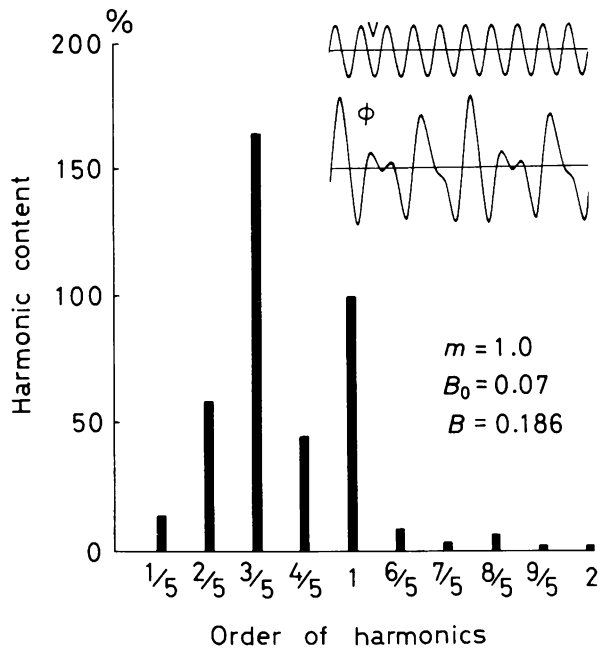 %
200
150
100
50
0
Harmonic content
V
ϕ
m = 1.0
B₀ = 0.07
B = 0.186
1/5 2/5 3/5 4/5 1 6/5 7/5 8/5 9/5 2
Order of harmonics